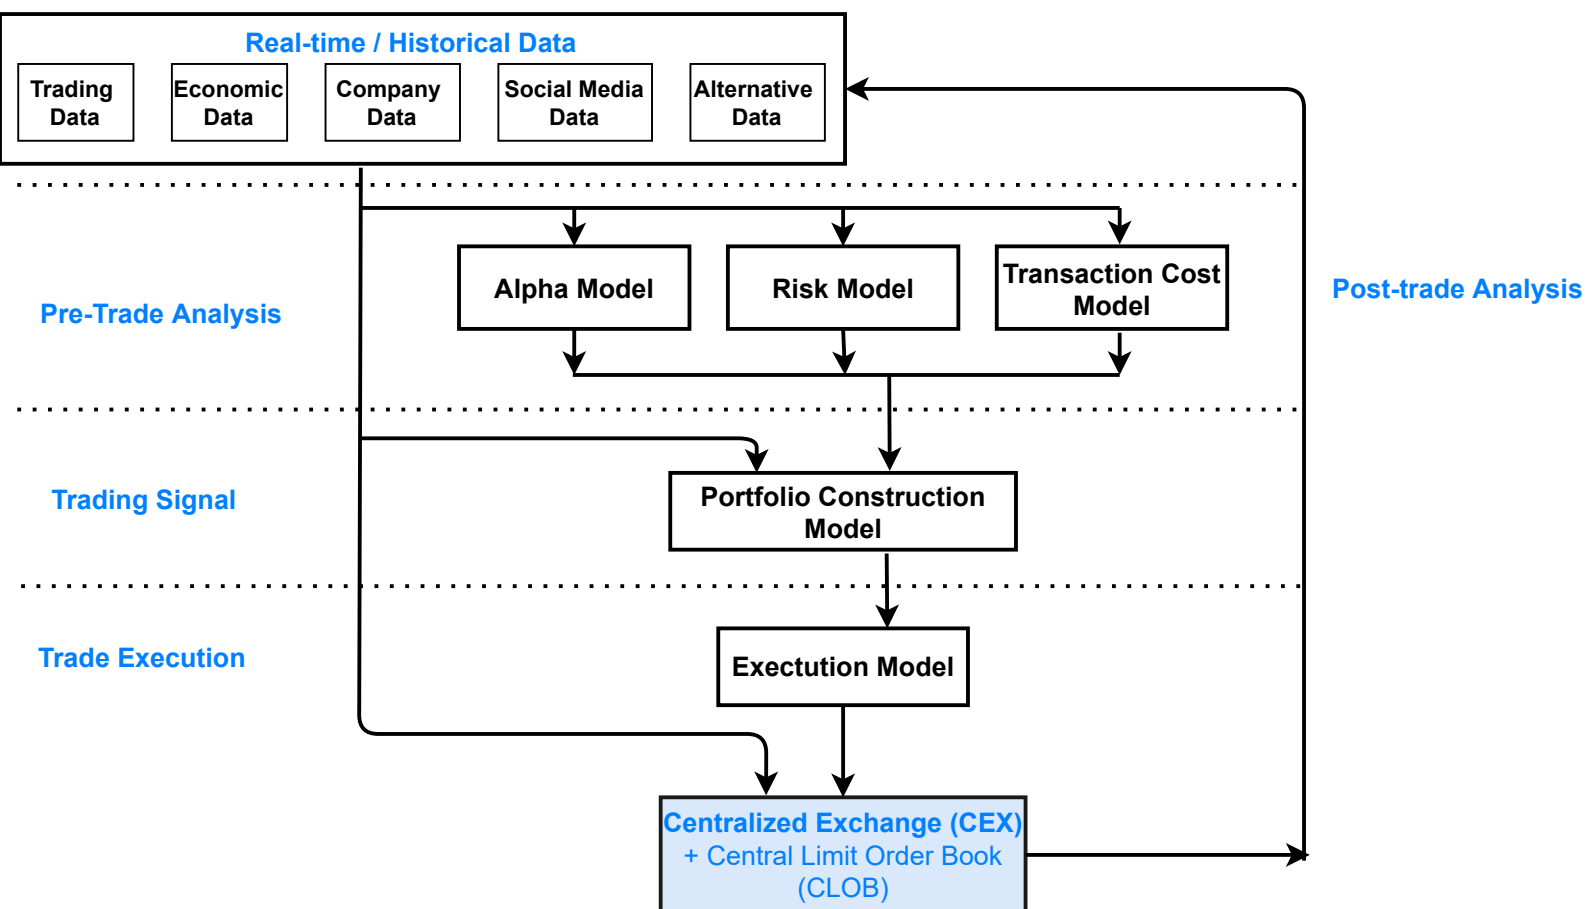 Real-time / Historical Data
Trading
Data
Economic
Data
Company
Data
Social Media
Data
Alternative
Data
Pre-Trade Analysis
Alpha Model
Risk Model
Transaction Cost
Model
Post-trade Analysis
Trading Signal
Portfolio Construction
Model
Trade Execution
Exectution Model
Centralized Exchange (CEX)
+ Central Limit Order Book
(CLOB)